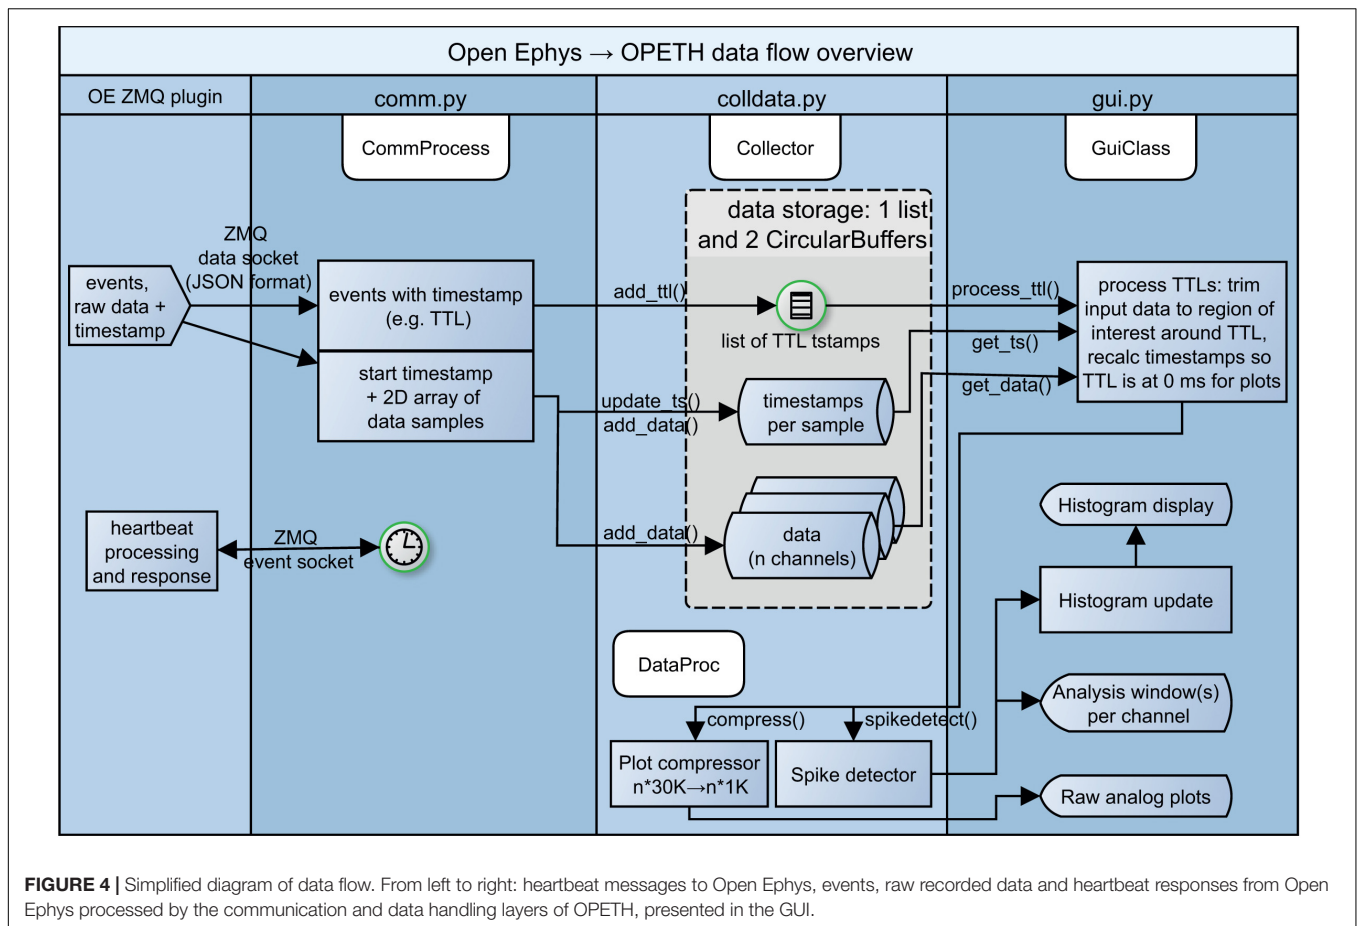 Open Ephys → OPETH data flow overview
OE ZMQ plugin
comm.py
colldata.py
gui.py
CommProcess
Collector
GuiClass
data storage: 1 list
and 2 CircularBuffers
ZMQ
data socket
(JSON format)
events,
raw data +
timestamp
events with timestamp
(e.g. TTL)
start timestamp
+ 2D array of
data samples
add_ttl()
list of TTL tstamps
process_ttl()
get_ts()
get_data()
process TTLs: trim
input data to region of
interest around TTL,
recalc timestamps so
TTL is at 0 ms for plots
update_ts()
add_data()
timestamps
per sample
add_data()
data
(n channels)
heartbeat
processing
and response
ZMQ
event socket
Histogram display
Histogram update
DataProc
Analysis window(s)
per channel
compress()
spikedetect()
Plot compressor
n*30K→n*1K
Spike detector
Raw analog plots
FIGURE 4 | Simplified diagram of data flow. From left to right: heartbeat messages to Open Ephys, events, raw recorded data and heartbeat responses from Open
Ephys processed by the communication and data handling layers of OPETH, presented in the GUI.